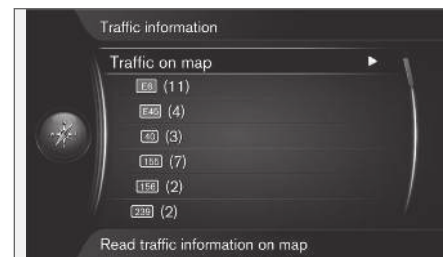 Traffic information
Traffic on map
E6 (11)
E45 (4)
40 (3)
155 (7)
156 (2)
239 (2)
Read traffic information on map